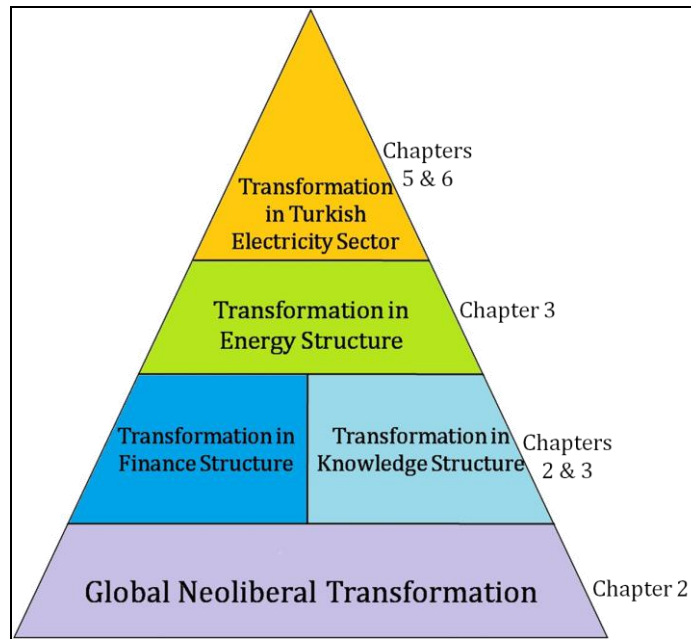 Transformation
in Turkish
Electricity Sector
Chapters
5 & 6
Transformation in
Energy Structure
Chapter 3
Transformation in
Finance Structure
Transformation in
Knowledge Structure
Chapters
2 & 3
Global Neoliberal Transformation
Chapter 2